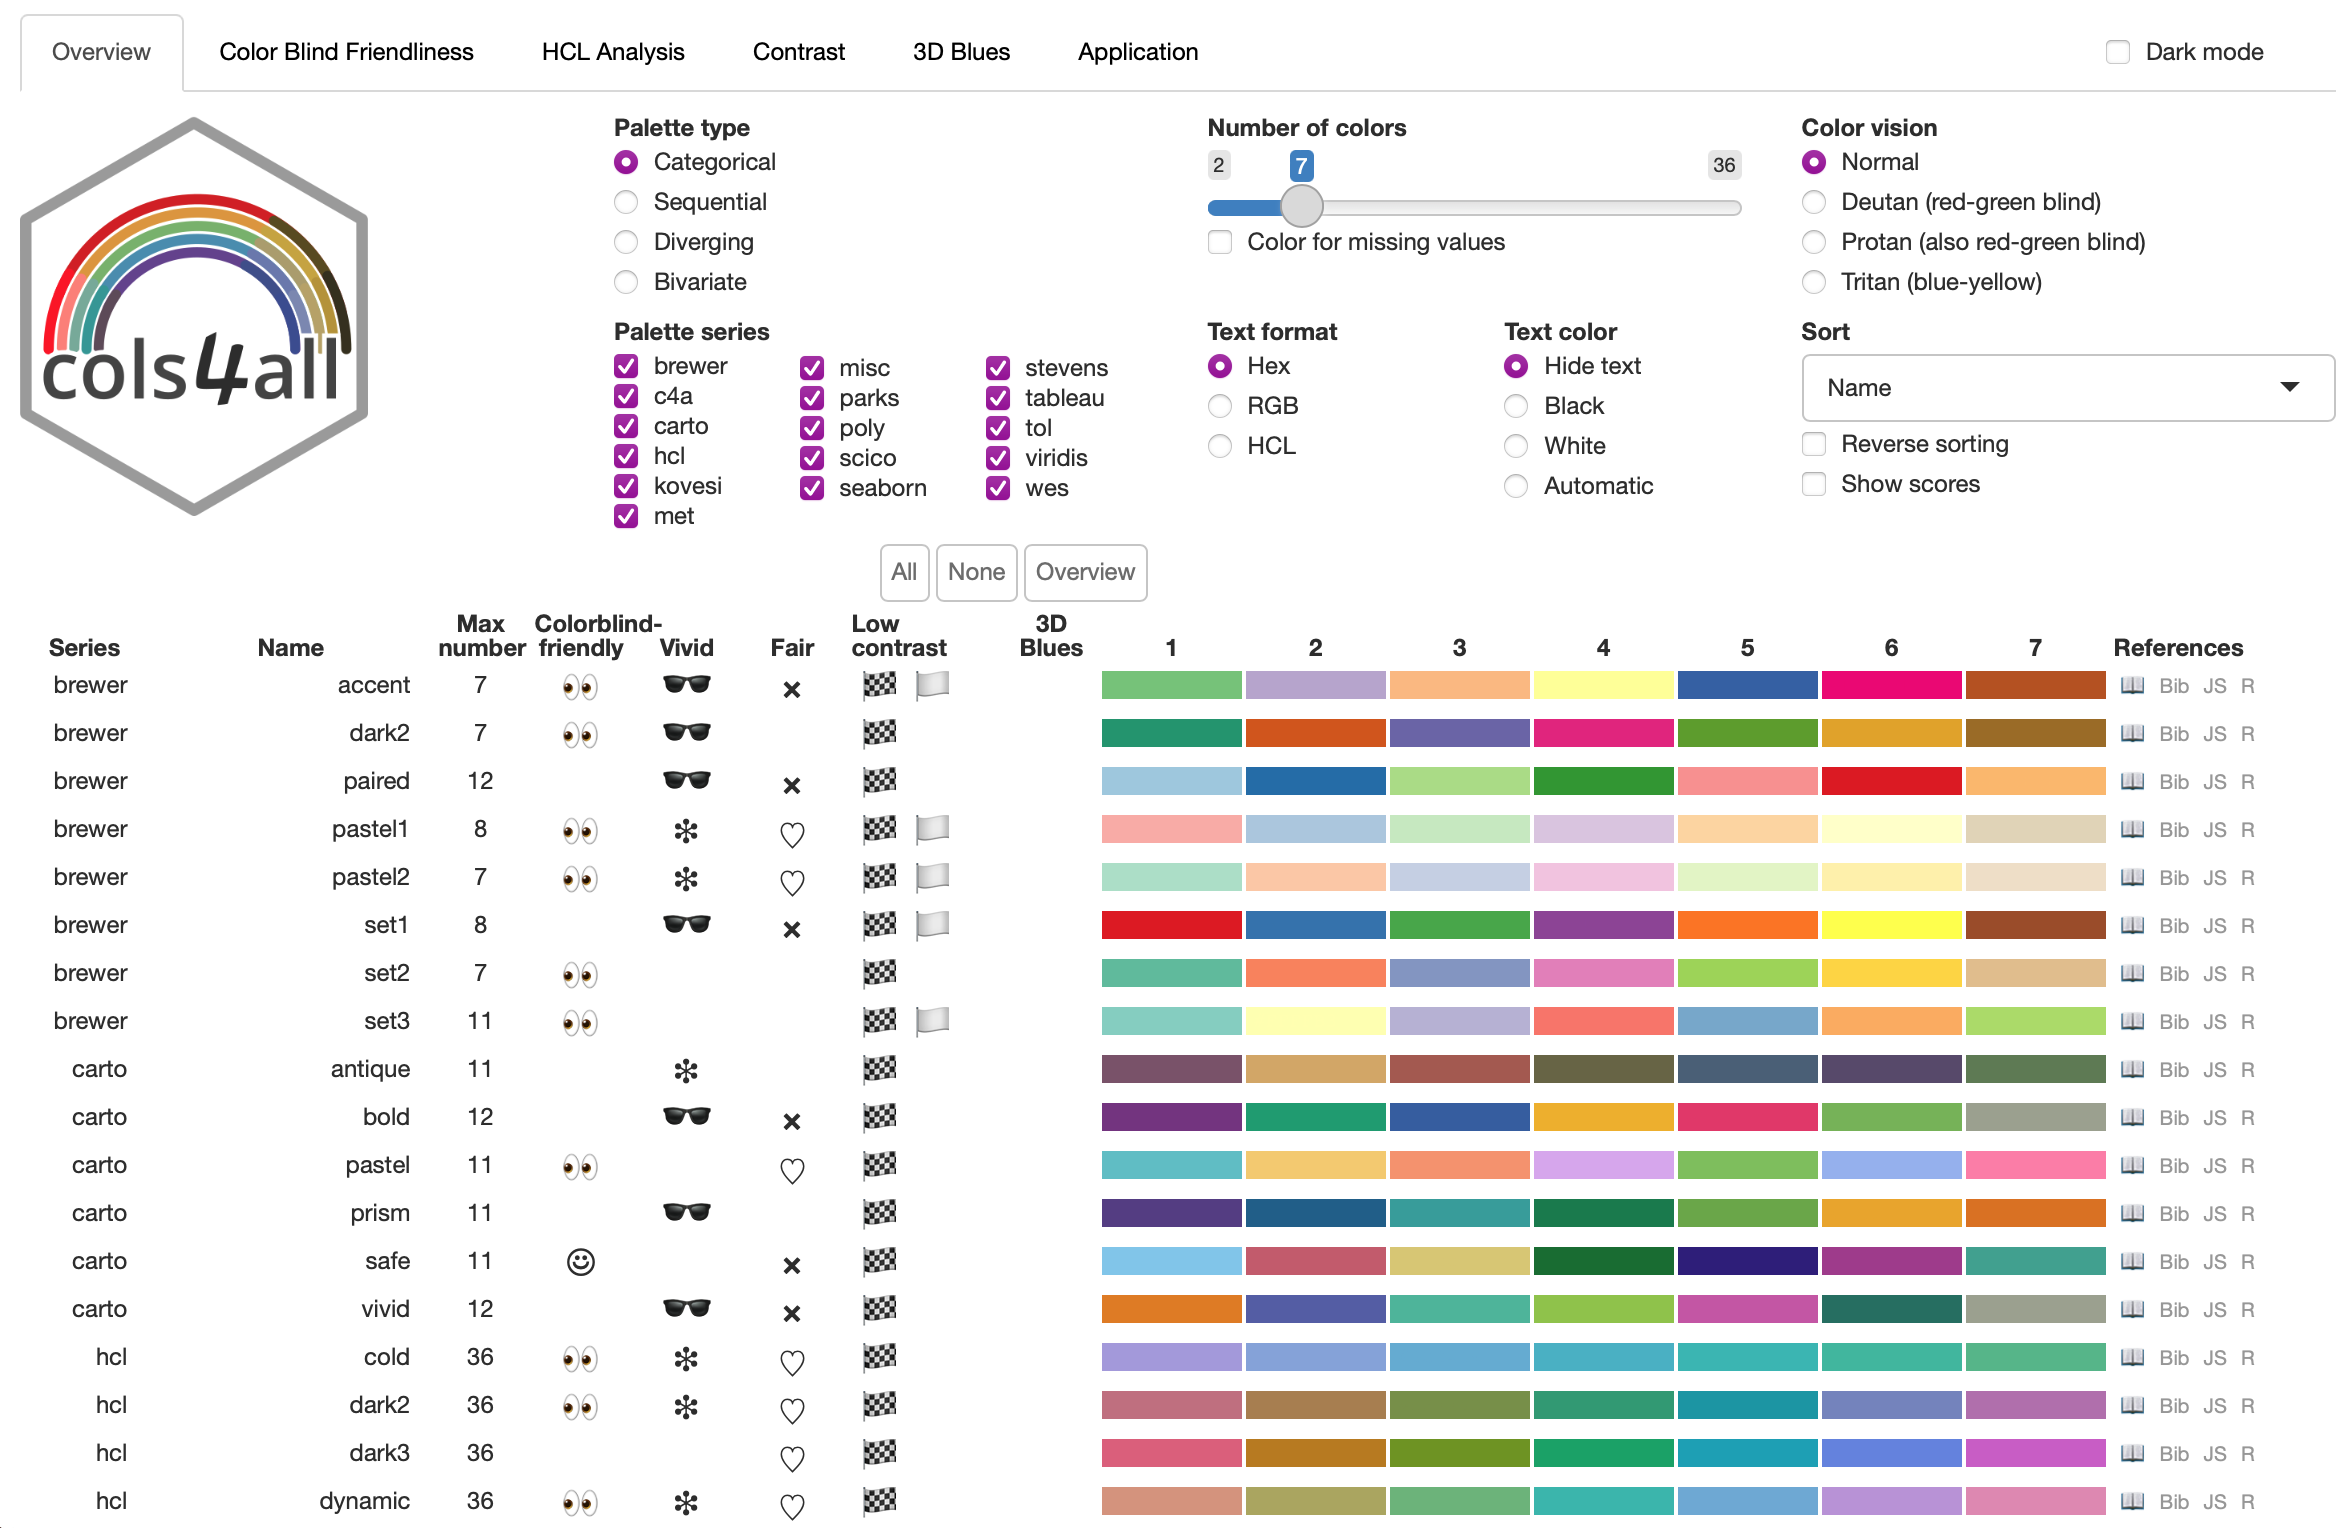 Overview Color Blind Friendliness HCL Analysis Contrast 3D Blues Application Dark mode
cols4all
Palette type
Categorical
Sequential
Diverging
Bivariate
Palette series
brewer
c4a
carto
hcl
kovesi
met
misc
parks
poly
scico
seaborn
stevens
tableau
tol
viridis
wes
Number of colors
2 7 36
Color for missing values
Text format
Hex
RGB
HCL
Text color
Hide text
Black
White
Automatic
Color vision
Normal
Deutan (red-green blind)
Protan (also red-green blind)
Tritan (blue-yellow)
Sort
Name
Reverse sorting
Show scores
All None Overview
Series Name Max number Colorblind-friendly Vivid Fair Low contrast 3D Blues 1 2 3 4 5 6 7 References
brewer accent 7 Bib JS R
brewer dark2 7 Bib JS R
brewer paired 12 Bib JS R
brewer pastel1 8 Bib JS R
brewer pastel2 7 Bib JS R
brewer set1 8 Bib JS R
brewer set2 7 Bib JS R
brewer set3 11 Bib JS R
carto antique 11 Bib JS R
carto bold 12 Bib JS R
carto pastel 11 Bib JS R
carto prism 11 Bib JS R
carto safe 11 Bib JS R
carto vivid 12 Bib JS R
hcl cold 36 Bib JS R
hcl dark2 36 Bib JS R
hcl dark3 36 Bib JS R
hcl dynamic 36 Bib JS R